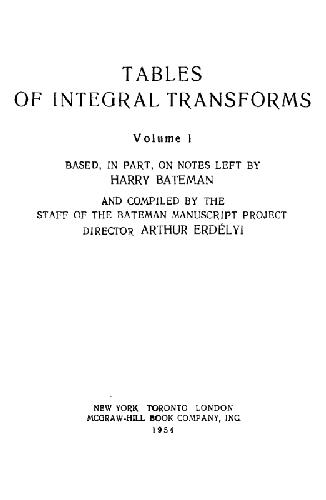 TABLES
OF INTEGRAL TRANSFORMS
Volume I
BASED, IN PART, ON NOTES LEFT BY
HARRY BATEMAN
AND COMPILED BY THE
STAFF OF THE BATEMAN MANUSCRIPT PROJECT
DIRECTOR ARTHUR ERDÉLYI
NEW YORK TORONTO LONDON
MCGRAW-HILL BOOK COMPANY, INC.
1954